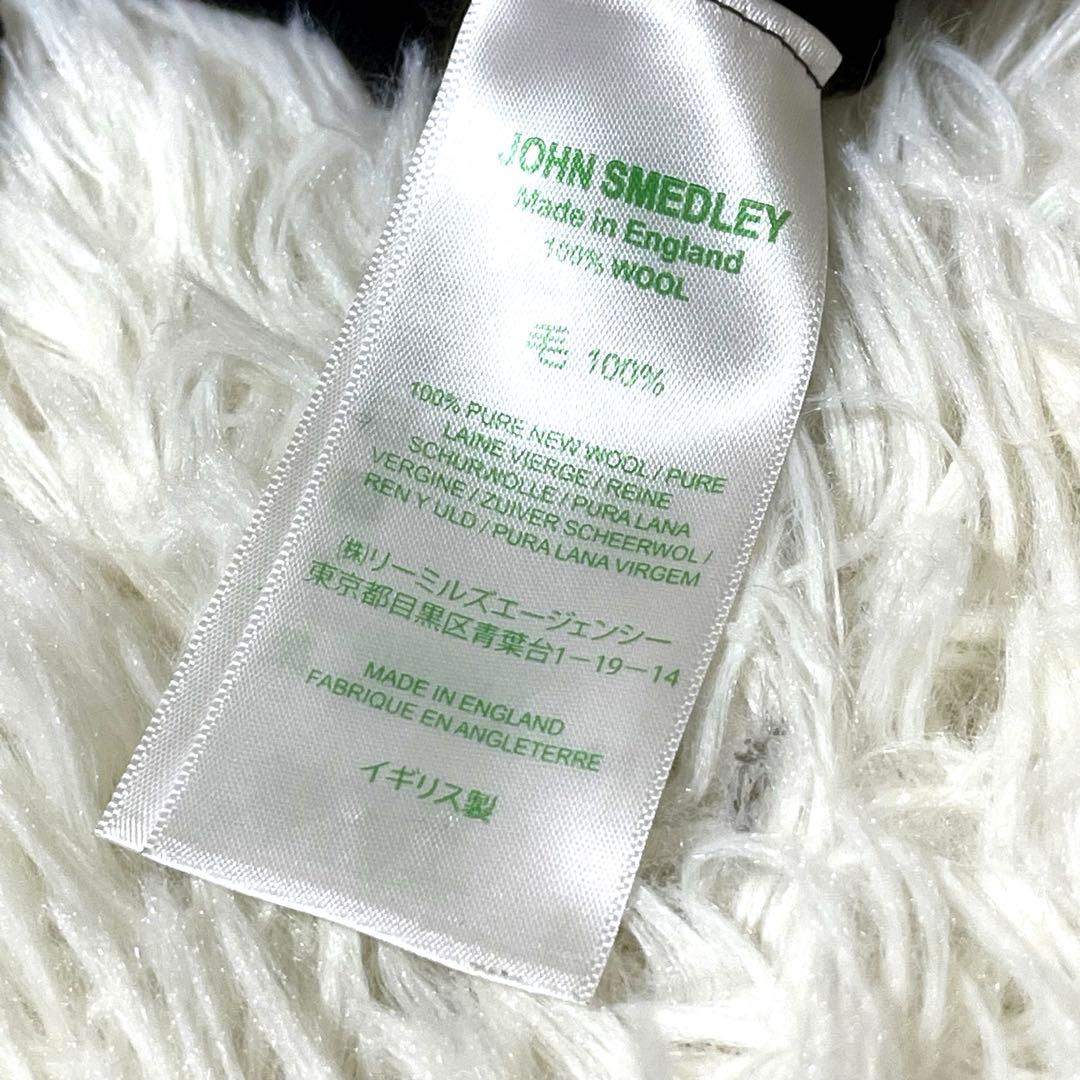 JOHN SMEDLEY
Made in England
100% WOOL
毛 100%
100% PURE NEW WOOL / PURE
LAINE VIERGE / REINE
SCHURWOLLE / PURA LANA
VERGINE / ZUIVER SCHEERWOL /
REN Y ULD / PURA LANA VIRGEM
(株)リーミルズエージェンシー
東京都目黒区青葉台1-19-14
MADE IN ENGLAND
FABRIQUE EN ANGLETERRE
イギリス製